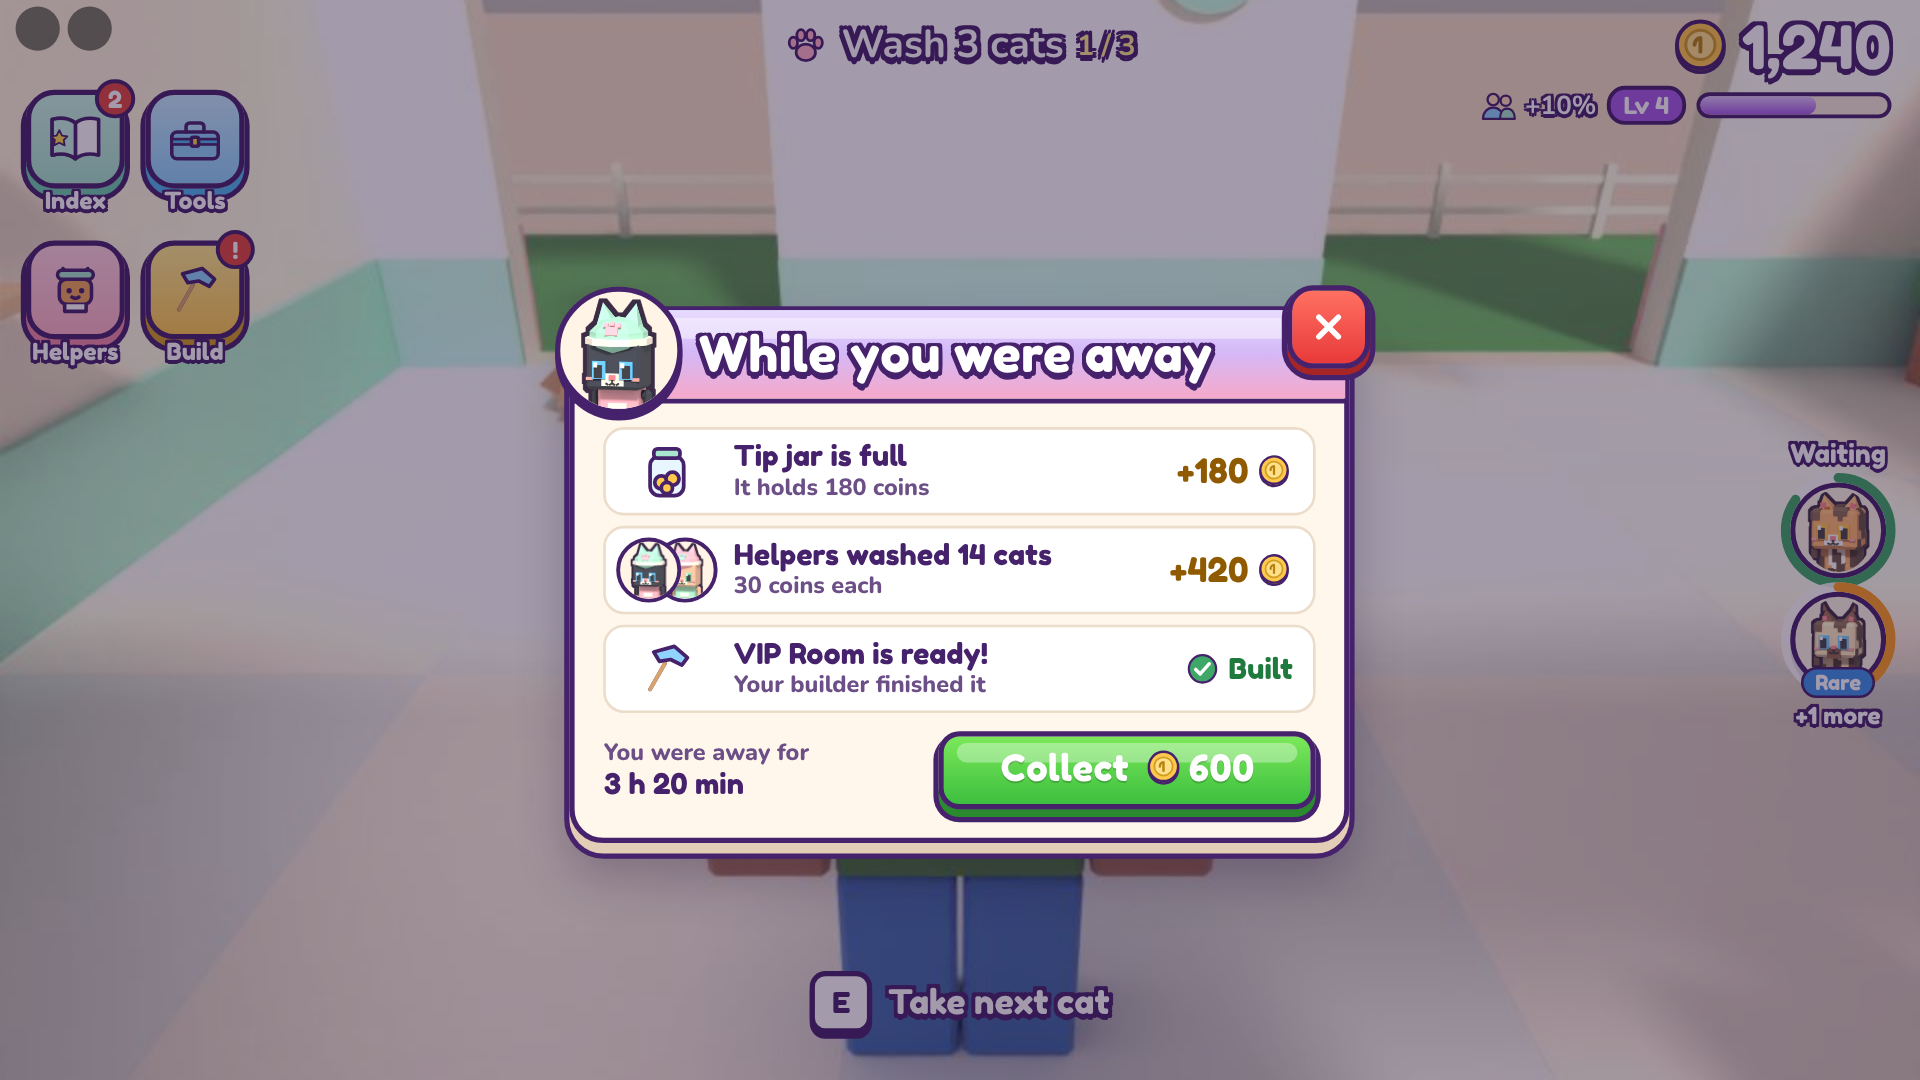 Wash 3 cats 1/3
1,240
+10% Lv 4
2
Index
Tools
!
Helpers
Build
While you were away
Tip jar is full
It holds 180 coins
+180
Helpers washed 14 cats
30 coins each
+420
VIP Room is ready!
Your builder finished it
Built
You were away for
3 h 20 min
Collect 600
Waiting
Rare
+1 more
E Take next cat